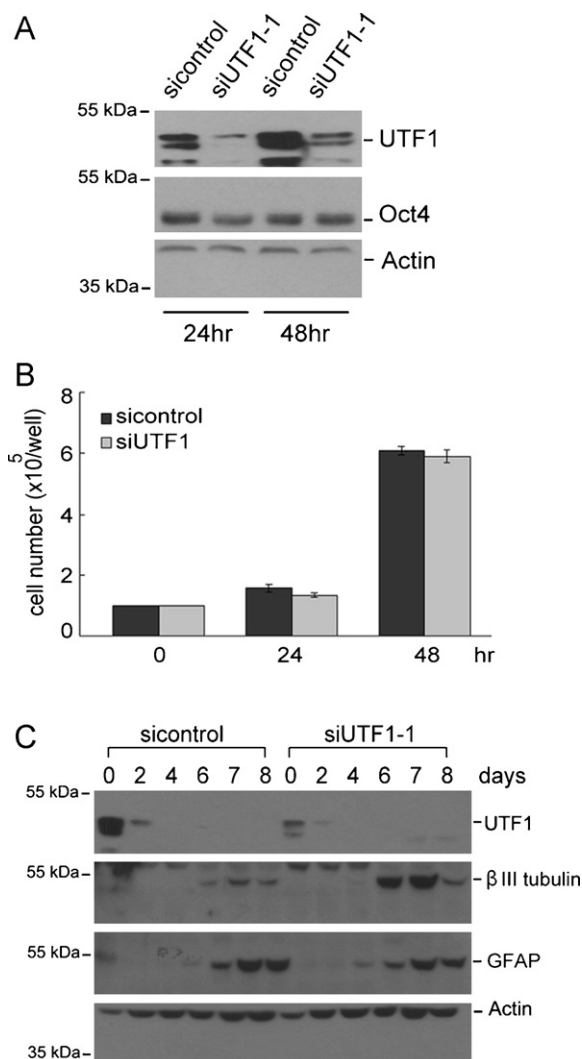 A
sicontrol siUTF1-1 sicontrol siUTF1-1
55 kDa
UTF1
55 kDa
Oct4
Actin
35 kDa
24hr 48hr
B
8
6
4
2
0
cell number (x10/well)
5
sicontrol
siUTF1
0 24 48 hr
C
sicontrol siUTF1-1
0 2 4 6 7 8 0 2 4 6 7 8 days
55 kDa
UTF1
55 kDa
β III tubulin
55 kDa
GFAP
Actin
35 kDa